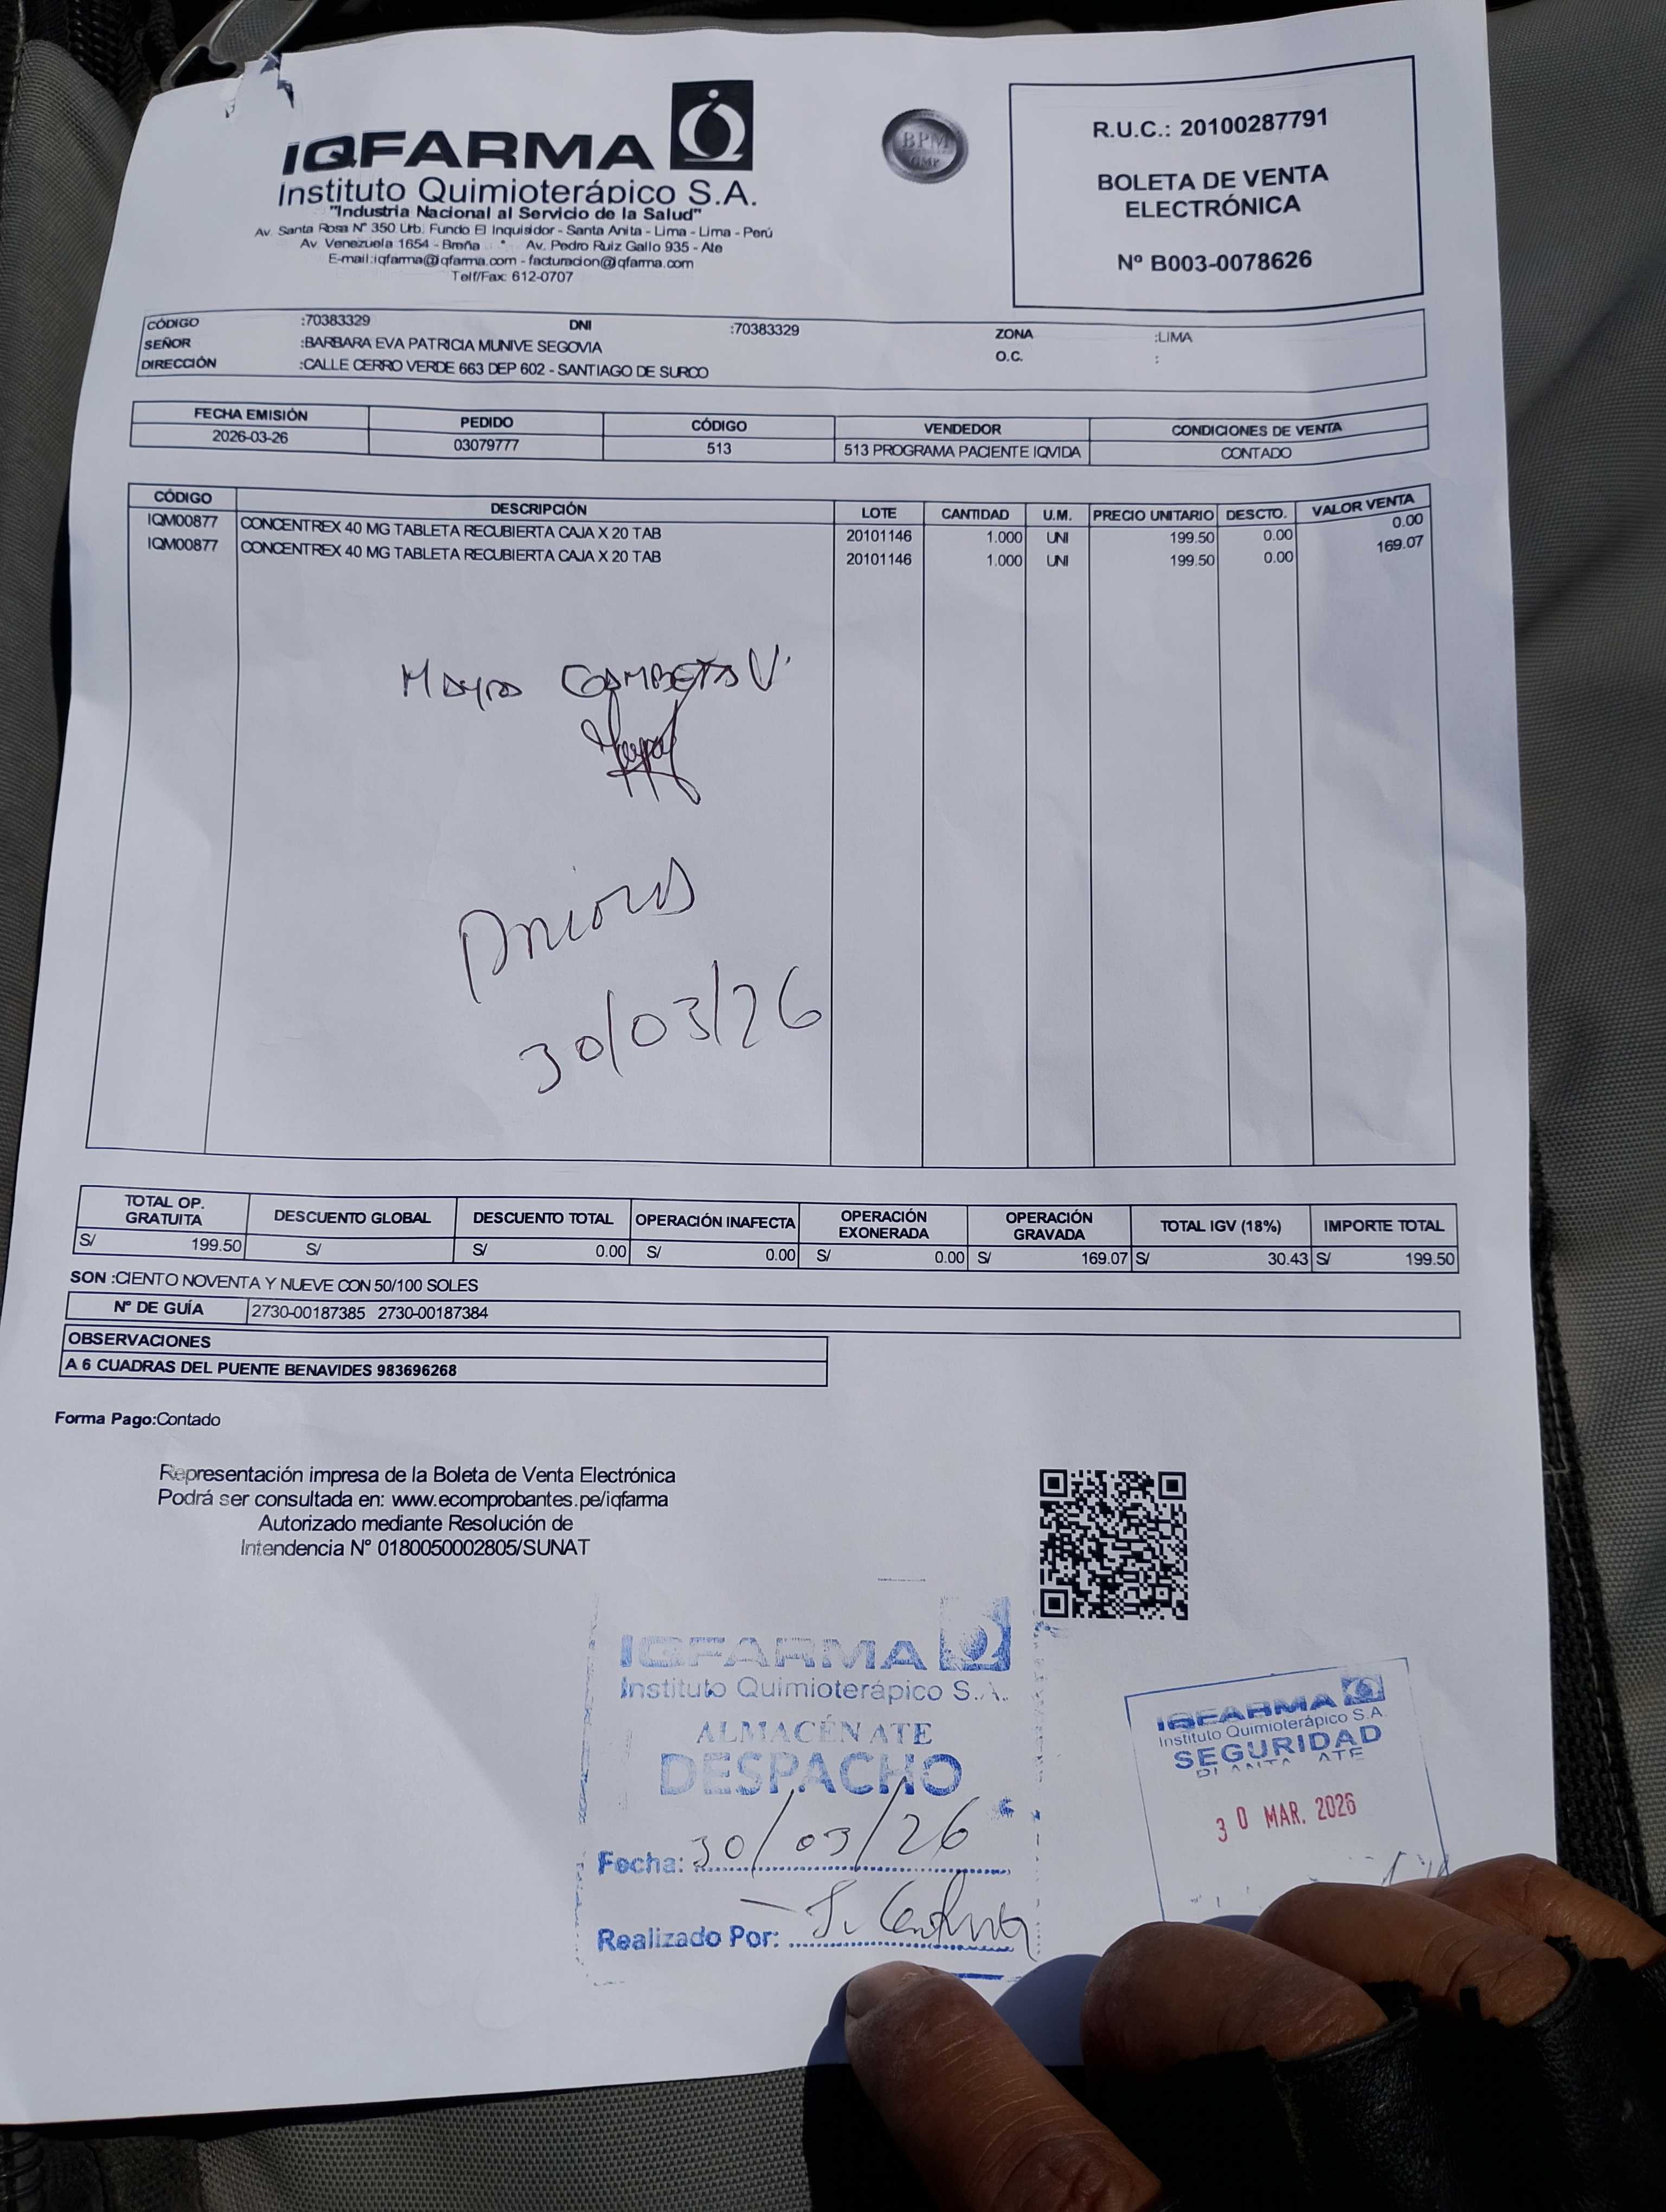 IQFARMA
Instituto Quimioterápico S.A.
"Industria Nacional al Servicio de la Salud"
Av. Santa Rosa Nº 350 Urb. Fundo El Inquisidor - Santa Anita - Lima - Lima - Perú
Av. Venezuela 1654 - Breña * Av. Pedro Ruiz Gallo 935 - Ate
E-mail:iqfarma@iqfarma.com - facturacion@iqfarma.com
Telf/Fax: 612-0707
BPM
GMP
R.U.C.: 20100287791
BOLETA DE VENTA
ELECTRÓNICA
Nº B003-0078626
CÓDIGO :70383329 DNI :70383329 ZONA :LIMA
SEÑOR :BARBARA EVA PATRICIA MUNIVE SEGOVIA O.C. :
DIRECCIÓN :CALLE CERRO VERDE 663 DEP 602 - SANTIAGO DE SURCO
FECHA EMISIÓN PEDIDO CÓDIGO VENDEDOR CONDICIONES DE VENTA
2026-03-26 03079777 513 513 PROGRAMA PACIENTE IQVIDA CONTADO
CÓDIGO DESCRIPCIÓN LOTE CANTIDAD U.M. PRECIO UNITARIO DESCTO. VALOR VENTA
IQM00877 CONCENTREX 40 MG TABLETA RECUBIERTA CAJA X 20 TAB 20101146 1.000 UNI 199.50 0.00 0.00
IQM00877 CONCENTREX 40 MG TABLETA RECUBIERTA CAJA X 20 TAB 20101146 1.000 UNI 199.50 0.00 169.07
30/03/26
TOTAL OP. GRATUITA DESCUENTO GLOBAL DESCUENTO TOTAL OPERACIÓN INAFECTA OPERACIÓN EXONERADA OPERACIÓN GRAVADA TOTAL IGV (18%) IMPORTE TOTAL
S/ 199.50 S/ S/ 0.00 S/ 0.00 S/ 0.00 S/ 169.07 S/ 30.43 S/ 199.50
SON :CIENTO NOVENTA Y NUEVE CON 50/100 SOLES
Nº DE GUÍA 2730-00187385 2730-00187384
OBSERVACIONES
A 6 CUADRAS DEL PUENTE BENAVIDES 983696268
Forma Pago:Contado
Representación impresa de la Boleta de Venta Electrónica
Podrá ser consultada en: www.ecomprobantes.pe/iqfarma
Autorizado mediante Resolución de
Intendencia Nº 0180050002805/SUNAT
IQFARMA
Instituto Quimioterápico S.A.
ALMACÉN ATE
DESPACHO
Fecha: 30/03/26
Realizado Por:
IQFARMA
Instituto Quimioterápico S.A.
SEGURIDAD
PLANTA ATE
30 MAR. 2026